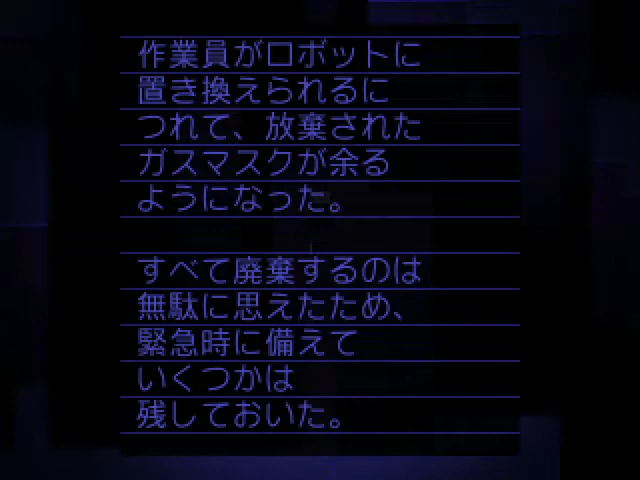 作業員がロボットに
置き換えられるに
つれて、放棄された
ガスマスクが余る
ようになった。
すべて廃棄するのは
無駄に思えたため、
緊急時に備えて
いくつかは
残しておいた。